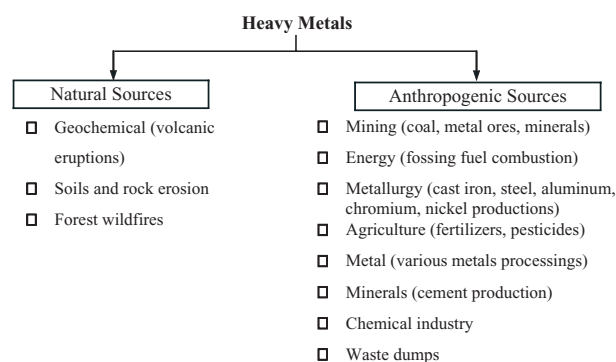 Heavy Metals
Natural Sources
Geochemical (volcanic
eruptions)
Soils and rock erosion
Forest wildfires
Anthropogenic Sources
Mining (coal, metal ores, minerals)
Energy (fossing fuel combustion)
Metallurgy (cast iron, steel, aluminum,
chromium, nickel productions)
Agriculture (fertilizers, pesticides)
Metal (various metals processings)
Minerals (cement production)
Chemical industry
Waste dumps